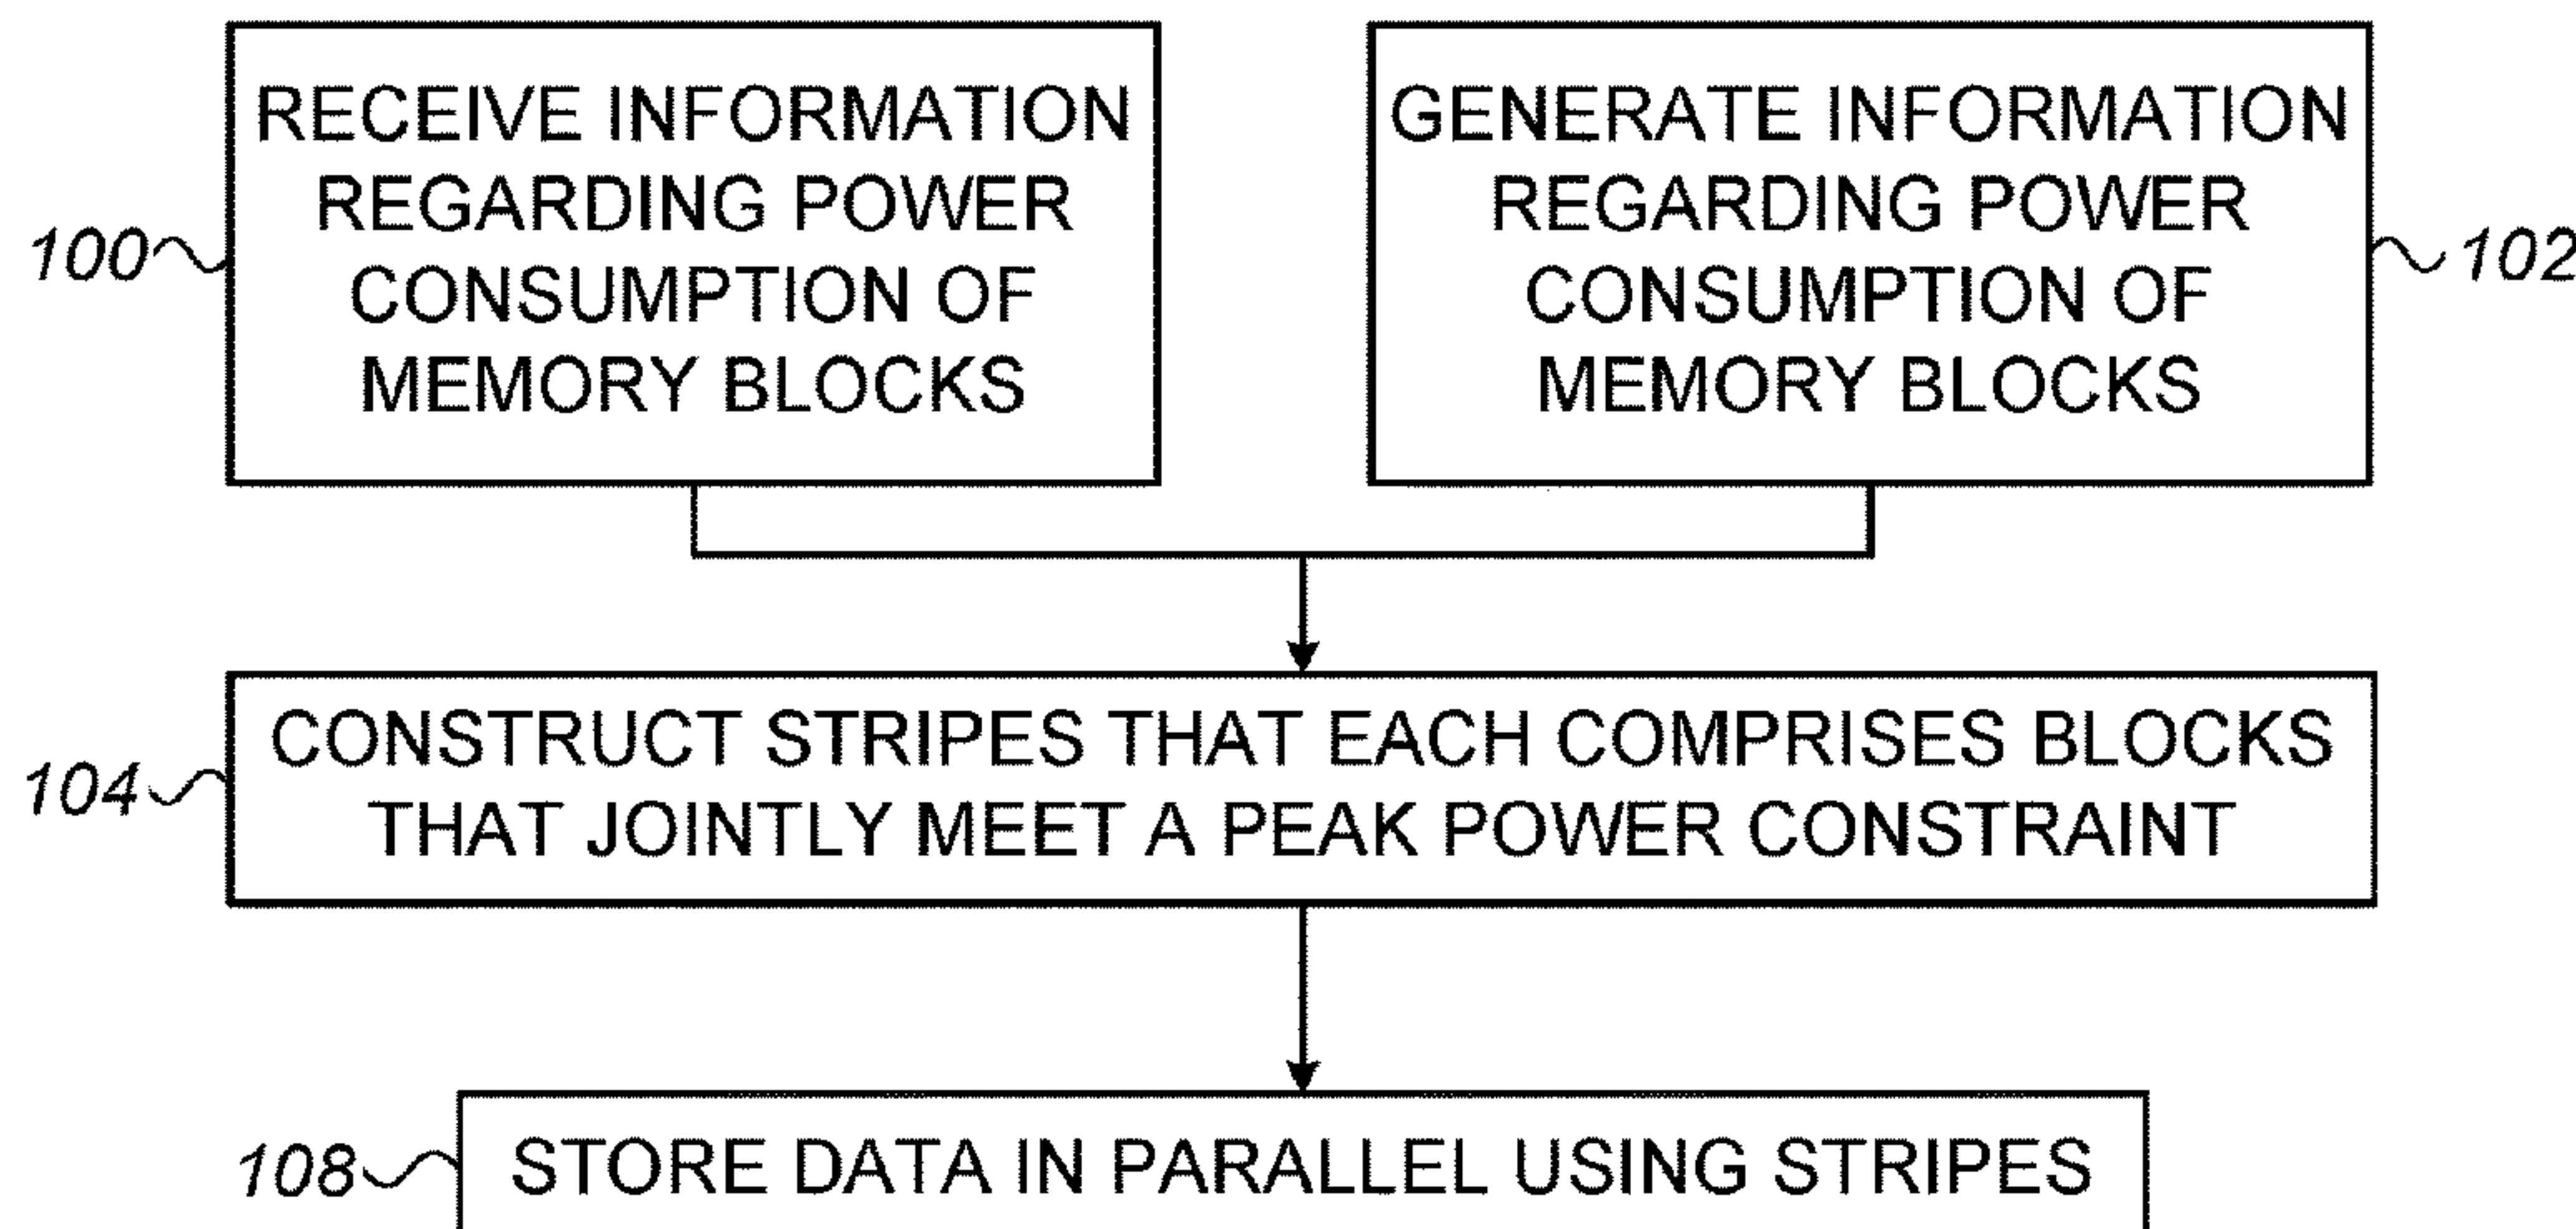 RECEIVE INFORMATION
REGARDING POWER
CONSUMPTION OF
MEMORY BLOCKS
100
GENERATE INFORMATION
REGARDING POWER
CONSUMPTION OF
MEMORY BLOCKS
102
CONSTRUCT STRIPES THAT EACH COMPRISES BLOCKS
THAT JOINTLY MEET A PEAK POWER CONSTRAINT
104
STORE DATA IN PARALLEL USING STRIPES
108